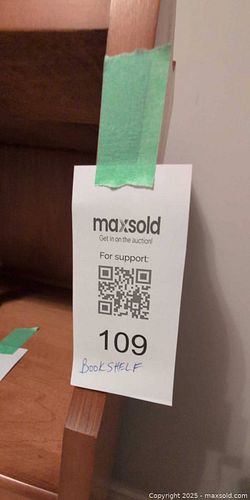 maxsold
Get in on the auction!
For support:
109
BOOKSHELF
Copyright 2025 - maxsold.com